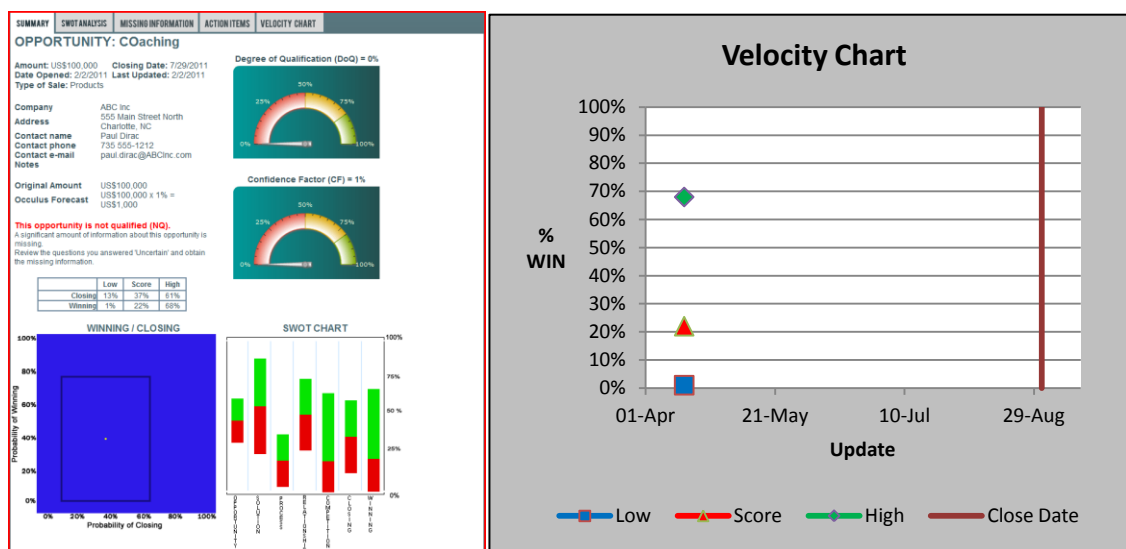 SUMMARY SWOT ANALYSIS MISSING INFORMATION ACTION ITEMS VELOCITY CHART
OPPORTUNITY: COaching
Amount: US$100,000 Closing Date: 7/29/2011
Date Opened: 2/2/2011 Last Updated: 2/2/2011
Type of Sale: Products
Company ABC Inc
Address 555 Main Street North
Charlotte, NC
Contact name Paul Dirac
Contact phone 735 555-1212
Contact e-mail paul.dirac@ABCInc.com
Notes
Original Amount US$100,000
Occulus Forecast US$100,000 x 1% =
US$1,000
This opportunity is not qualified (NQ).
A significant amount of information about this opportunity is
missing.
Review the questions you answered 'Uncertain' and obtain
the missing information.
Low Score High
Closing 13% 37% 61%
Winning 1% 22% 68%
Degree of Qualification (DoQ) = 0%
50%
25% 75%
0% 100%
Confidence Factor (CF) = 1%
50%
25% 75%
0% 100%
WINNING / CLOSING
Probability of Winning
100%
80%
60%
40%
20%
0%
0% 20% 40% 60% 80% 100%
Probability of Closing
SWOT CHART
100%
75%
50 %
25%
0%
OPPORTUNITY
SOLUTION
PROCESS
RELATIONSHI
COMPETITION
CLOSING
WINNING
Velocity Chart
% WIN
100%
90%
80%
70%
60%
50%
40%
30%
20%
10%
0%
01-Apr 21-May 10-Jul 29-Aug
Update
Low Score High Close Date